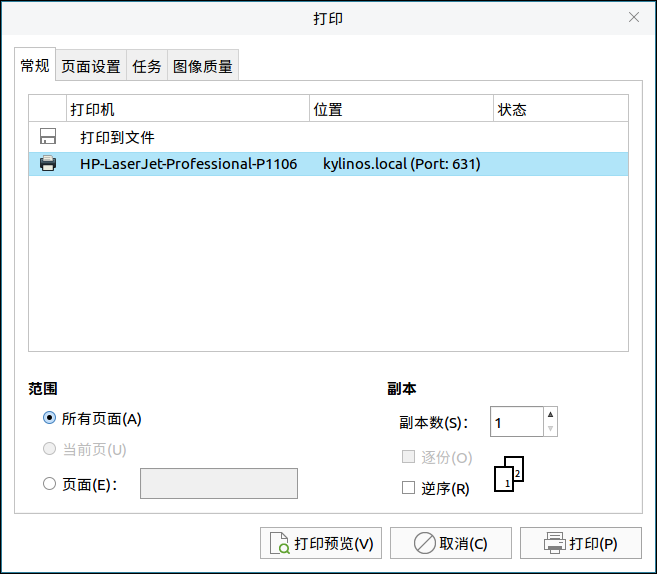 打印
常规 页面设置 任务 图像质量
打印机 位置 状态
打印到文件
HP-LaserJet-Professional-P1106 kylinos.local (Port: 631)
范围 副本
所有页面(A) 副本数(S): 1
当前页(U) 逐份(O)
页面(E): 逆序(R) 1 2
打印预览(V) 取消(C) 打印(P)